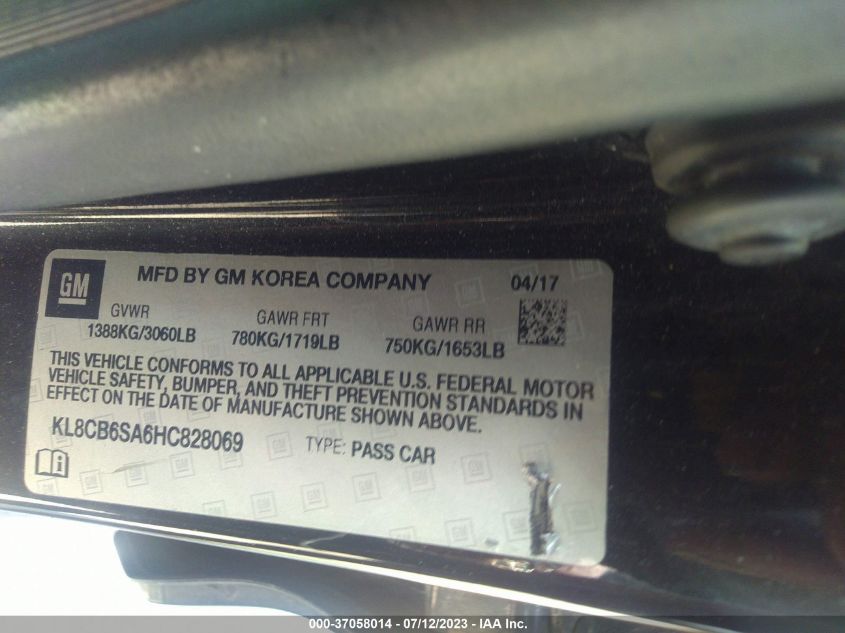 GM MFD BY GM KOREA COMPANY 04/17
GVWR GAWR FRT GAWR RR
1388KG/3060LB 780KG/1719LB 750KG/1653LB
THIS VEHICLE CONFORMS TO ALL APPLICABLE U.S. FEDERAL MOTOR
VEHICLE SAFETY, BUMPER, AND THEFT PREVENTION STANDARDS IN
EFFECT ON THE DATE OF MANUFACTURE SHOWN ABOVE.
KL8CB6SA6HC828069 TYPE: PASS CAR
000-37058014 - 07/12/2023 - IAA Inc.